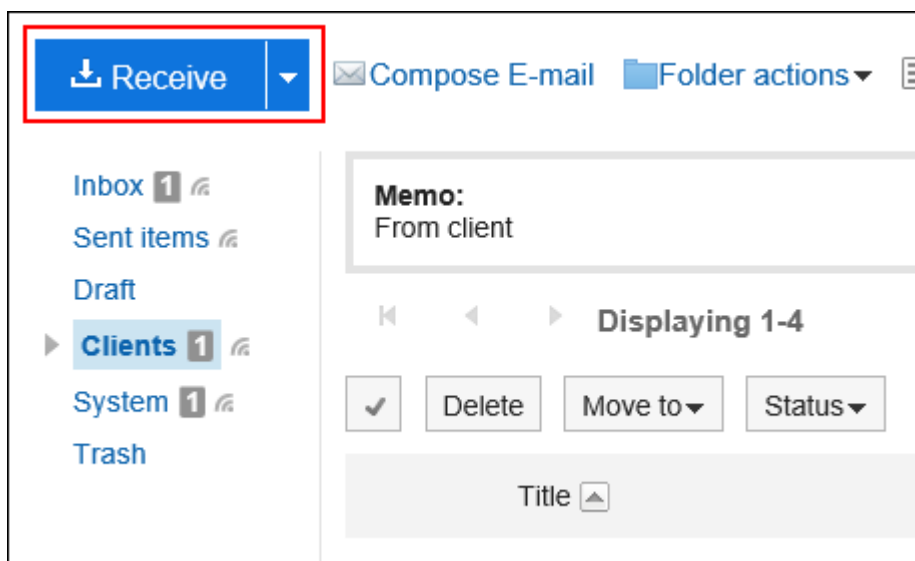 Receive
Compose E-mail
Folder actions
Inbox 1
Sent items
Draft
Clients 1
System 1
Trash
Memo:
From client
Displaying 1-4
Delete
Move to
Status
Title